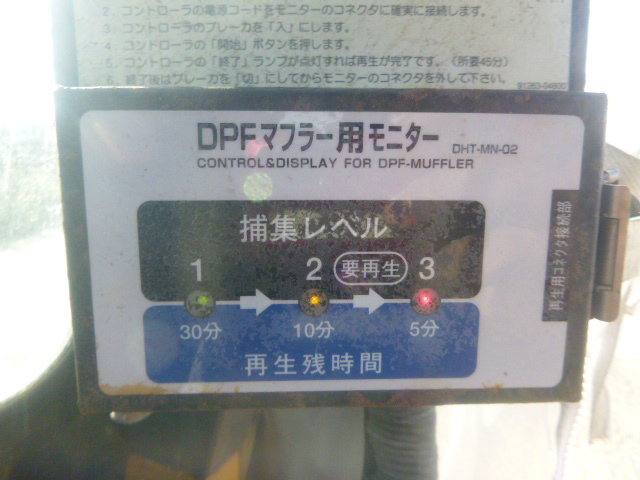 2. コントローラの電源コードをモニターのコネクタに確実に接続します。
3. コントローラのブレーカを「入」にします。
4. コントローラの「開始」ボタンを押します。
5. コントローラの「終了」ランプが点灯すれば再生が完了です。(所要45分)
6. 終了後はブレーカを「切」にしてからモニターのコネクタを外して下さい。
91263-04600
DPFマフラー用モニター DHT-MN-02
CONTROL&DISPLAY FOR DPF-MUFFLER
捕集レベル
1 2 要再生 3
30分 10分 5分
再生残時間
再生用コネクタ接続部